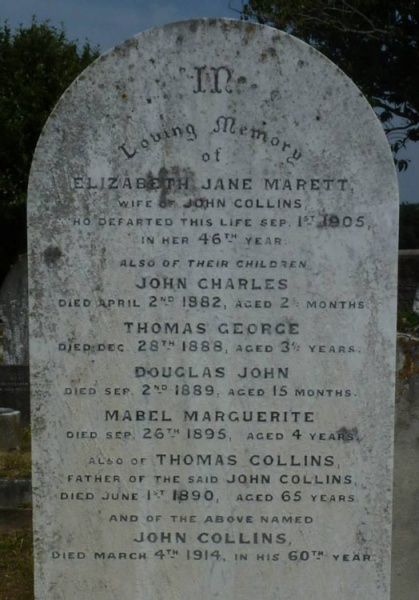 IN
Loving Memory
of
ELIZABETH JANE MARETT,
WIFE OF JOHN COLLINS,
WHO DEPARTED THIS LIFE SEP. 1ST 1905,
IN HER 46TH YEAR.
ALSO OF THEIR CHILDREN
JOHN CHARLES
DIED APRIL 2ND 1882, AGED 2½ MONTHS.
THOMAS GEORGE
DIED DEC. 28TH 1888, AGED 3½ YEARS.
DOUGLAS JOHN
DIED SEP. 2ND 1889, AGED 15 MONTHS.
MABEL MARGUERITE
DIED SEP. 26TH 1895, AGED 4 YEARS.
ALSO OF THOMAS COLLINS,
FATHER OF THE SAID JOHN COLLINS,
DIED JUNE 1ST 1890, AGED 65 YEARS.
AND OF THE ABOVE NAMED
JOHN COLLINS,
DIED MARCH 4TH 1914, IN HIS 60TH YEAR.